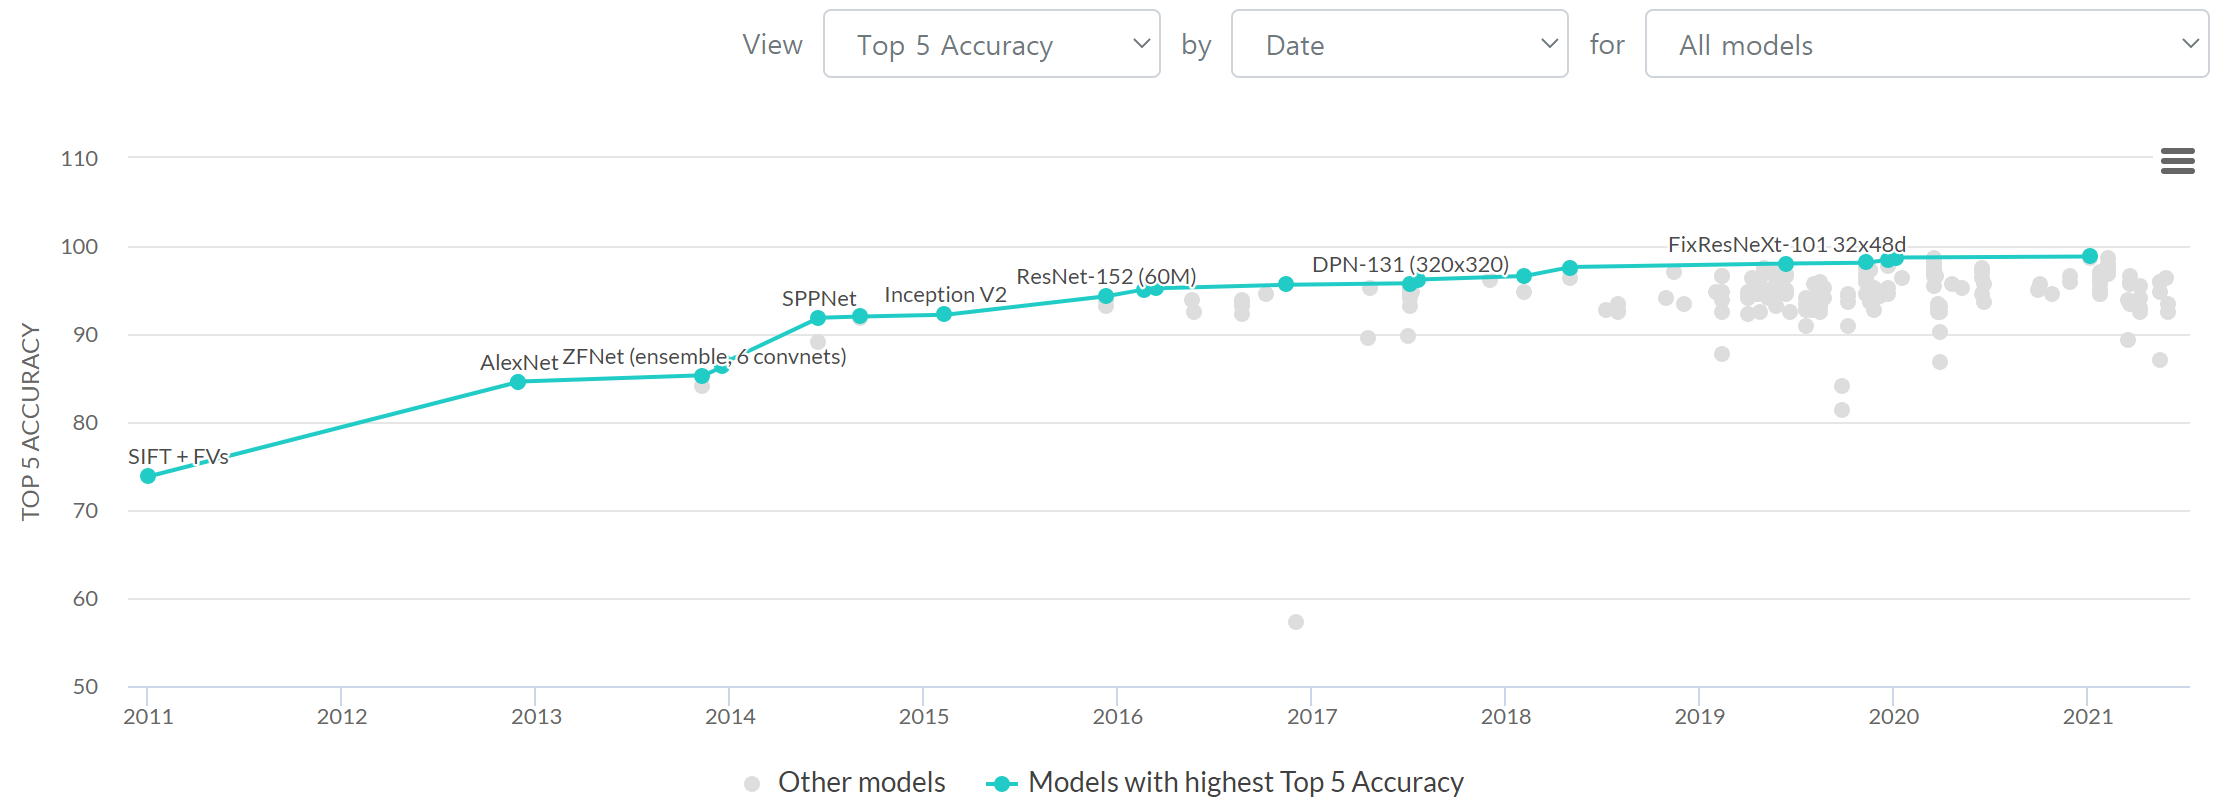 View Top 5 Accuracy by Date for All models
110
100
90
80
70
60
50
TOP 5 ACCURACY
SIFT + FVs
AlexNet
ZFNet (ensemble, 6 convnets)
SPPNet
Inception V2
ResNet-152 (60M)
DPN-131 (320x320)
FixResNeXt-101 32x48d
2011 2012 2013 2014 2015 2016 2017 2018 2019 2020 2021
Other models Models with highest Top 5 Accuracy